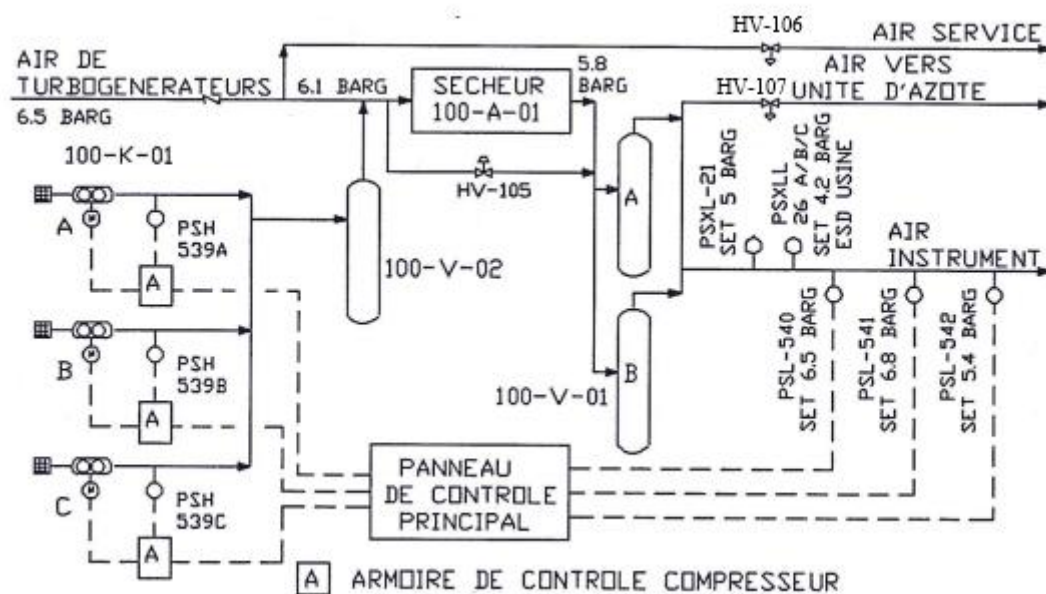 HV-106
AIR SERVICE
AIR DE
TURBOGENERATEURS
6.5 BARG
6.1 BARG
SECHEUR
100-A-01
5.8
BARG
AIR VERS
UNITE D'AZOTE
HV-107
100-K-01
HV-105
A
PSH
539A
A
100-V-02
A
PSXL-21
SET 5 BARG
PSXLL
26 A/B/C
SET 4.2 BARG
ESD USINE
AIR
INSTRUMENT
B
PSH
539B
A
B
100-V-01
PSL-540
SET 6.5 BARG
PSL-541
SET 6.8 BARG
PSL-542
SET 5.4 BARG
C
PSH
539C
A
PANNEAU
DE CONTROLE
PRINCIPAL
A ARMOIRE DE CONTROLE COMPRESSEUR